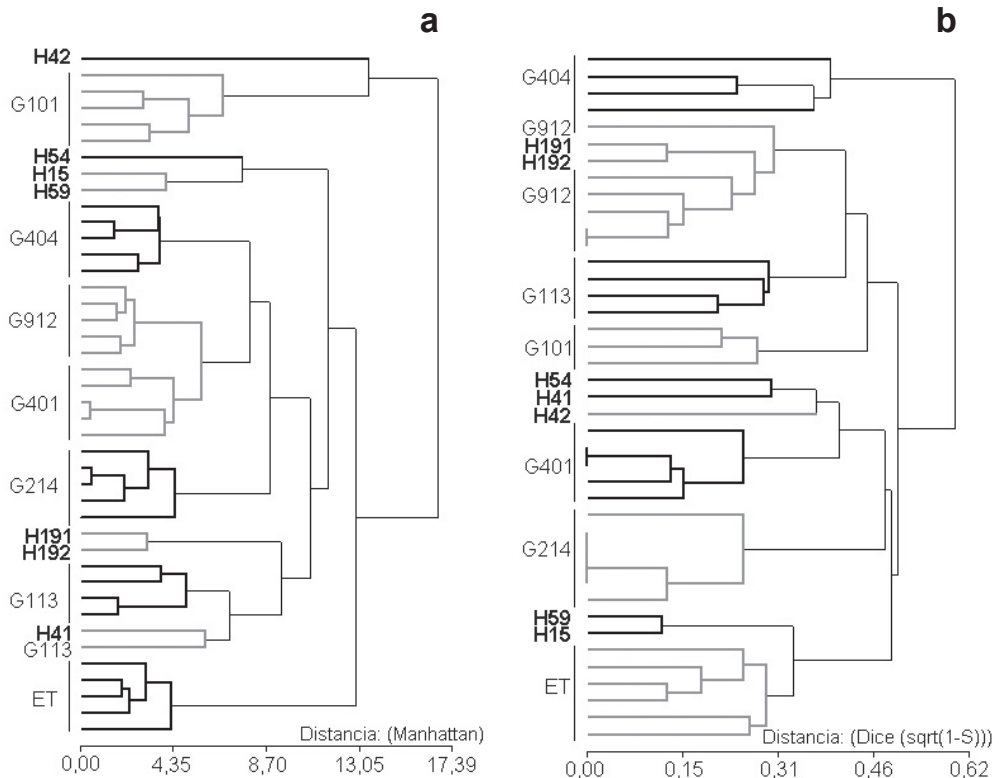 a
H42
G101
H54
H15
H59
G404
G912
G401
G214
H191
H192
G113
H41
G113
ET
Distancia: (Manhattan)
0,00 4,35 8,70 13,05 17,39
b
G404
G912
H191
H192
G912
G113
G101
H54
H41
H42
G401
G214
H59
H15
ET
Distancia: (Dice (sqrt(1-S)))
0,00 0,15 0,31 0,46 0,62